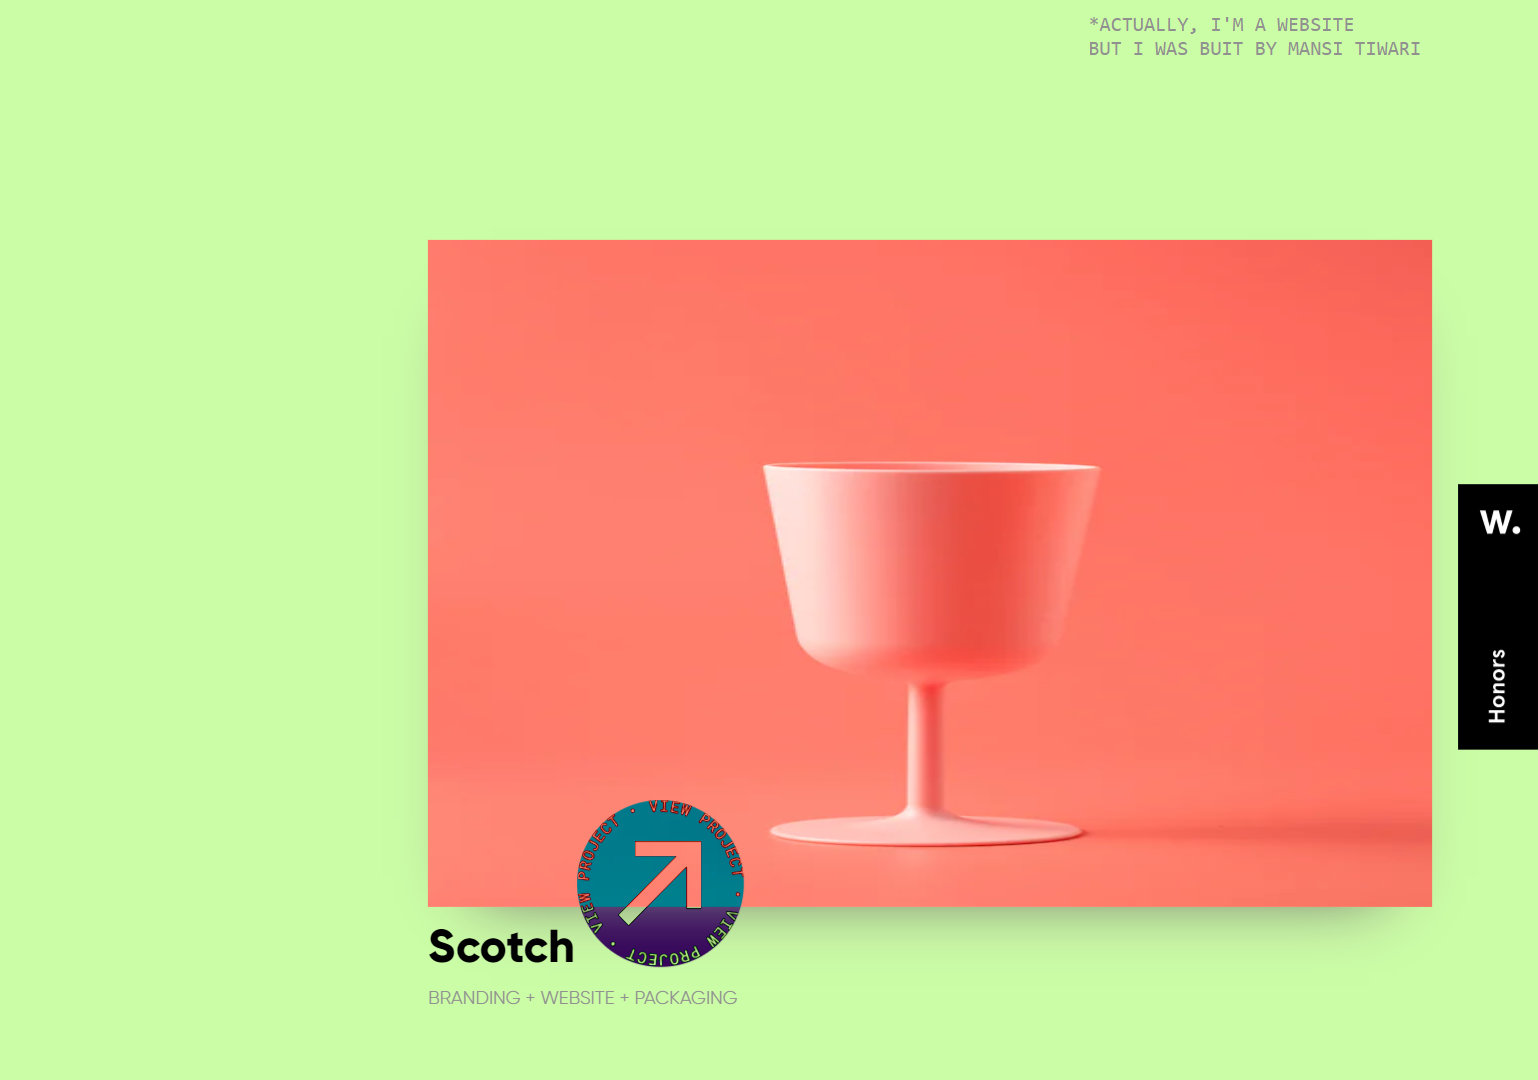 *ACTUALLY, I'M A WEBSITE
BUT I WAS BUIT BY MANSI TIWARI
W.
Honors
VIEW PROJECT · VIEW PROJECT · VIEW PROJECT ·
Scotch
BRANDING + WEBSITE + PACKAGING